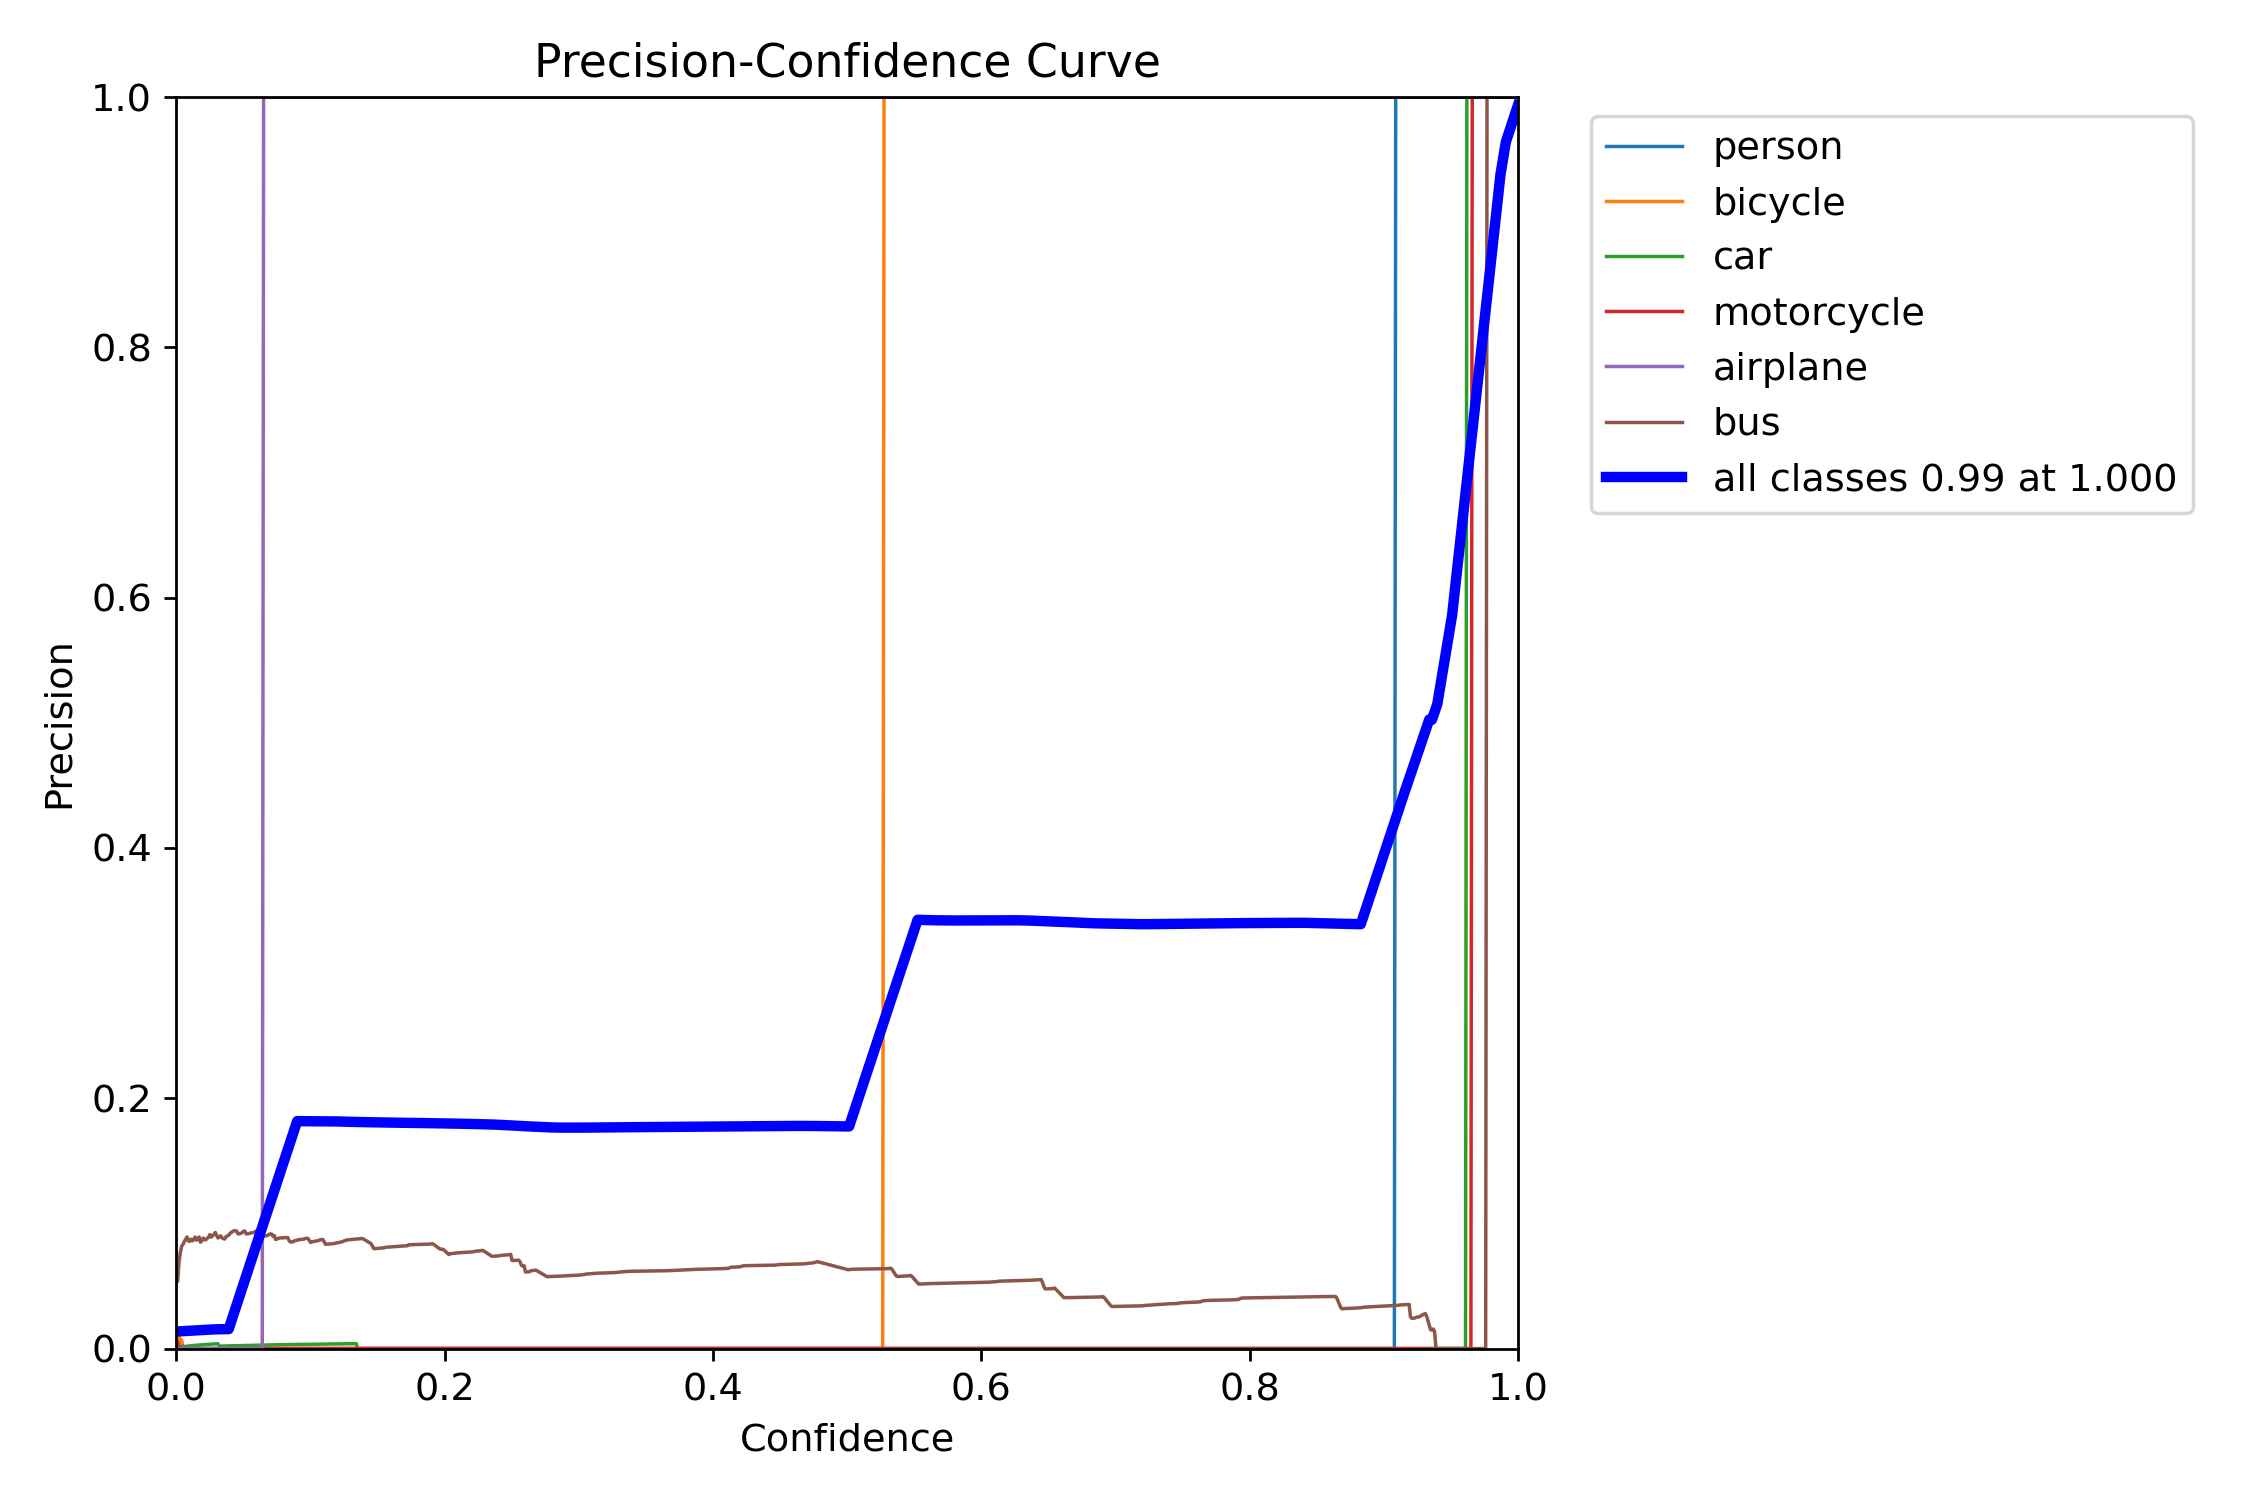 Precision-Confidence Curve
1.0
0.8
0.6
0.4
0.2
0.0
Precision
0.0 0.2 0.4 0.6 0.8 1.0
Confidence
person
bicycle
car
motorcycle
airplane
bus
all classes 0.99 at 1.000